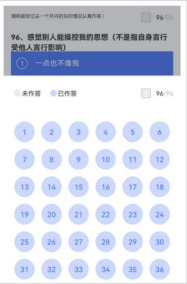 请根据您过去一个月内的实际情况认真作答！ 96/96
96、感觉别人能操控我的思想（不是指自身言行
受他人言行影响）
1 一点也不像我
未作答 已作答 96/96
1 2 3 4 5 6
7 8 9 10 11 12
13 14 15 16 17 18
19 20 21 22 23 24
25 26 27 28 29 30
31 32 33 34 35 36